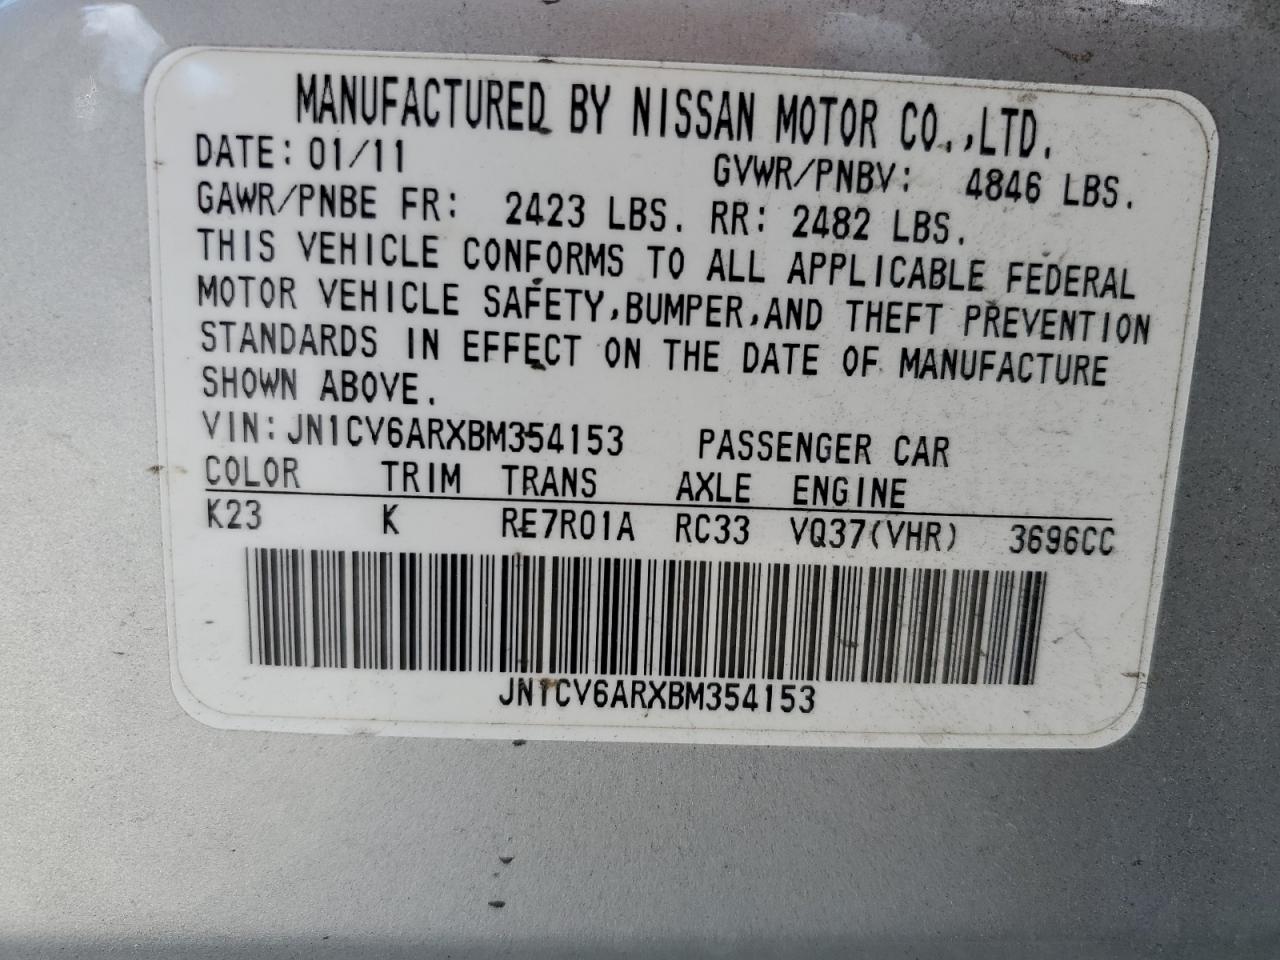 MANUFACTURED BY NISSAN MOTOR CO.,LTD.
DATE: 01/11 GVWR/PNBV: 4846 LBS.
GAWR/PNBE FR: 2423 LBS. RR: 2482 LBS.
THIS VEHICLE CONFORMS TO ALL APPLICABLE FEDERAL
MOTOR VEHICLE SAFETY,BUMPER,AND THEFT PREVENTION
STANDARDS IN EFFECT ON THE DATE OF MANUFACTURE
SHOWN ABOVE.
VIN: JN1CV6ARXBM354153 PASSENGER CAR
COLOR TRIM TRANS AXLE ENGINE
K23 K RE7R01A RC33 VQ37(VHR) 3696CC
JN1CV6ARXBM354153